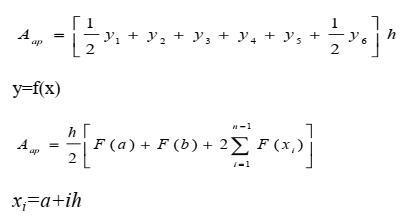 A_ap = [ 1/2 y_1 + y_2 + y_3 + y_4 + y_5 + 1/2 y_6 ] h
y=f(x)
A_ap = h/2 [ F(a) + F(b) + 2 ∑_{i=1}^{n-1} F(x_i) ]
x_i=a+ih